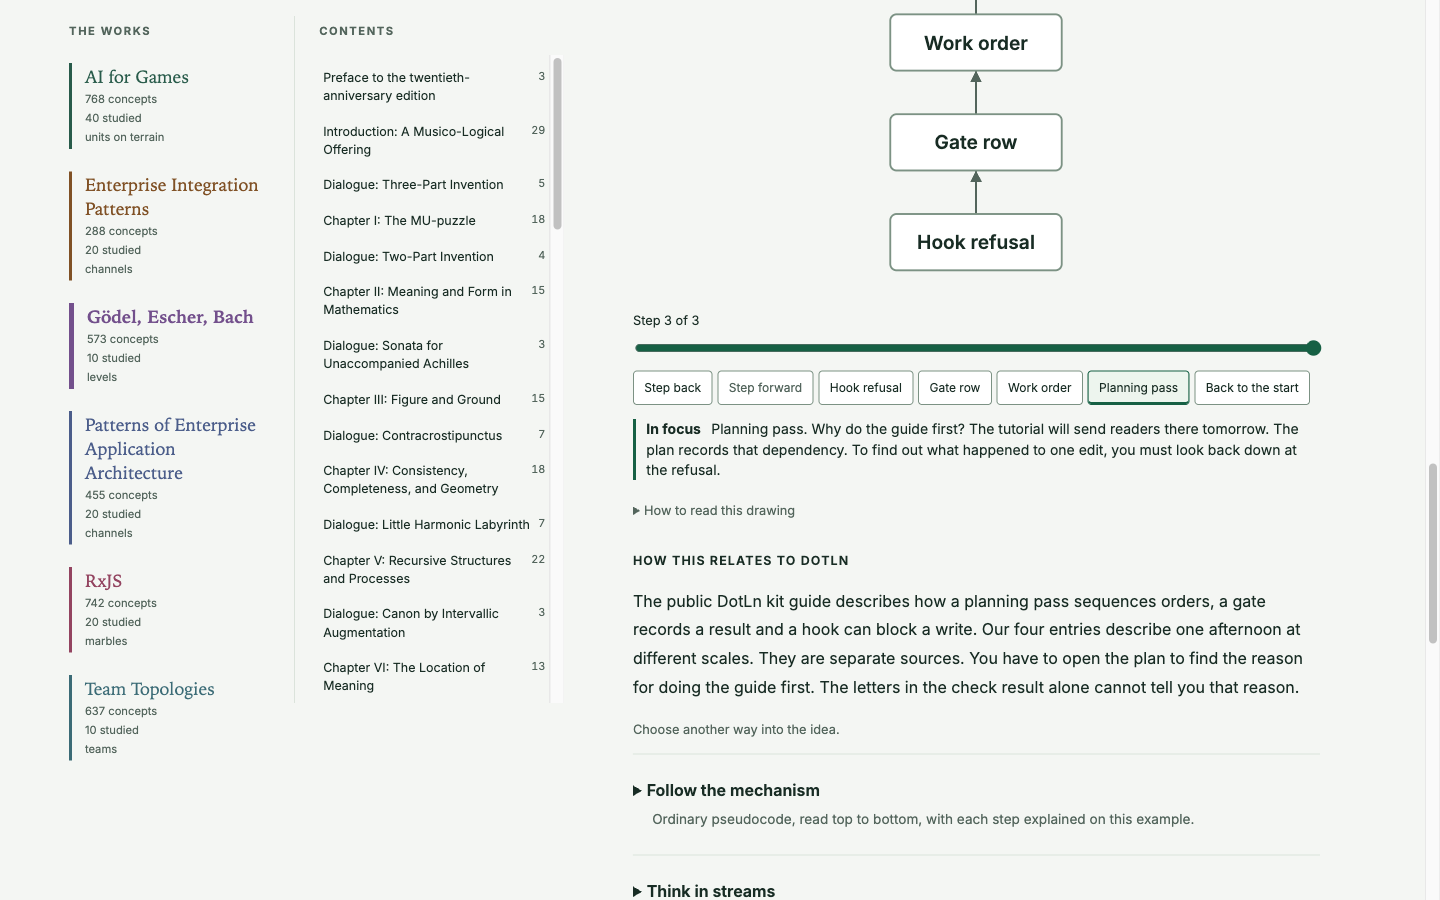 THE WORKS
AI for Games
768 concepts
40 studied
units on terrain
Enterprise Integration
Patterns
288 concepts
20 studied
channels
Gödel, Escher, Bach
573 concepts
10 studied
levels
Patterns of Enterprise
Application
Architecture
455 concepts
20 studied
channels
RxJS
742 concepts
20 studied
marbles
Team Topologies
637 concepts
10 studied
teams
CONTENTS
Preface to the twentieth- 3
anniversary edition
Introduction: A Musico-Logical 29
Offering
Dialogue: Three-Part Invention 5
Chapter I: The MU-puzzle 18
Dialogue: Two-Part Invention 4
Chapter II: Meaning and Form in 15
Mathematics
Dialogue: Sonata for 3
Unaccompanied Achilles
Chapter III: Figure and Ground 15
Dialogue: Contracrostipunctus 7
Chapter IV: Consistency, 18
Completeness, and Geometry
Dialogue: Little Harmonic Labyrinth 7
Chapter V: Recursive Structures 22
and Processes
Dialogue: Canon by Intervallic 3
Augmentation
Chapter VI: The Location of 13
Meaning
Work order
Gate row
Hook refusal
Step 3 of 3
Step back Step forward Hook refusal Gate row Work order Planning pass Back to the start
In focus Planning pass. Why do the guide first? The tutorial will send readers there tomorrow. The
plan records that dependency. To find out what happened to one edit, you must look back down at
the refusal.
How to read this drawing
HOW THIS RELATES TO DOTLN
The public DotLn kit guide describes how a planning pass sequences orders, a gate
records a result and a hook can block a write. Our four entries describe one afternoon at
different scales. They are separate sources. You have to open the plan to find the reason
for doing the guide first. The letters in the check result alone cannot tell you that reason.
Choose another way into the idea.
Follow the mechanism
Ordinary pseudocode, read top to bottom, with each step explained on this example.
Think in streams